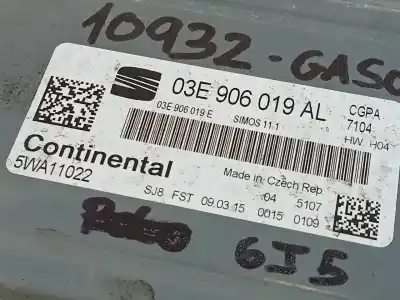 10932-GASO
03E 906 019 AL
CGPA
7104
03E 906 019 E
SIMOS 11.1
HW. H04
Continental
5WA11022
Made in Czech Rep.
04 5107
SJ8 FST 09.03.15 0015 0109
6J5